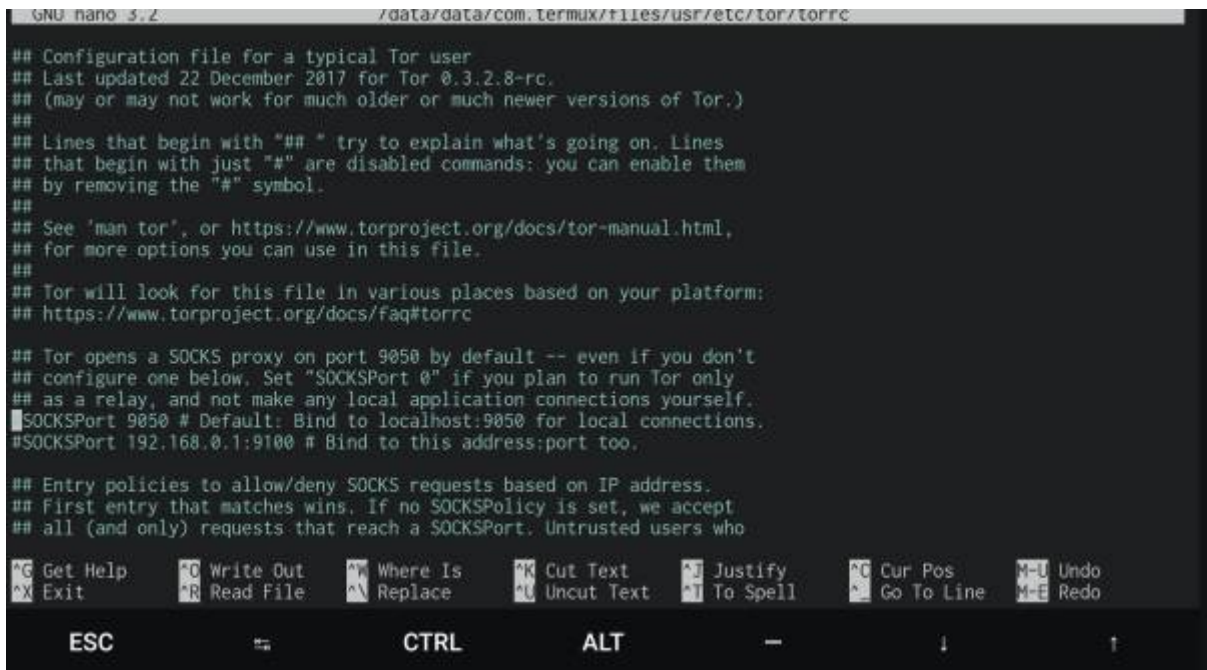 GNU nano 3.2 /data/data/com.termux/files/usr/etc/tor/torrc
## Configuration file for a typical Tor user
## Last updated 22 December 2017 for Tor 0.3.2.8-rc.
## (may or may not work for much older or much newer versions of Tor.)
##
## Lines that begin with "## " try to explain what's going on. Lines
## that begin with just "#" are disabled commands: you can enable them
## by removing the "#" symbol.
##
## See 'man tor', or https://www.torproject.org/docs/tor-manual.html,
## for more options you can use in this file.
##
## Tor will look for this file in various places based on your platform:
## https://www.torproject.org/docs/faq#torrc
## Tor opens a SOCKS proxy on port 9050 by default -- even if you don't
## configure one below. Set "SOCKSPort 0" if you plan to run Tor only
## as a relay, and not make any local application connections yourself.
SOCKSPort 9050 # Default: Bind to localhost:9050 for local connections.
#SOCKSPort 192.168.0.1:9100 # Bind to this address:port too.
## Entry policies to allow/deny SOCKS requests based on IP address.
## First entry that matches wins. If no SOCKSPolicy is set, we accept
## all (and only) requests that reach a SOCKSPort. Untrusted users who
^G Get Help ^O Write Out ^W Where Is ^K Cut Text ^J Justify ^C Cur Pos M-U Undo
^X Exit ^R Read File ^\ Replace ^U Uncut Text ^T To Spell ^_ Go To Line M-E Redo
ESC ↹ CTRL ALT — ↓ ↑